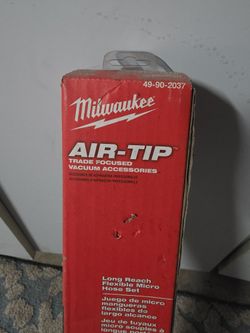 49-90-2037
Milwaukee
AIR-TIP™
TRADE FOCUSED
VACUUM ACCESSORIES
Long Reach
Flexible Micro
Hose Set
Juego de micro
mangueras
flexibles de
largo alcance
Jeu de tuyaux
micro souples à